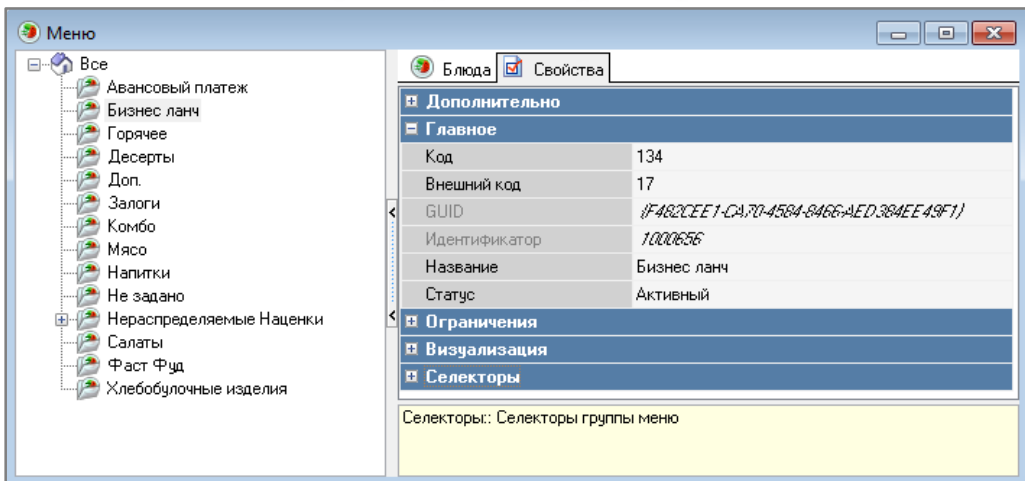 Меню
Все
Авансовый платеж
Бизнес ланч
Горячее
Десерты
Доп.
Залоги
Комбо
Мясо
Напитки
Не задано
Нераспределяемые Наценки
Салаты
Фаст Фуд
Хлебобулочные изделия
Блюда Свойства
Дополнительно
Главное
Код 134
Внешний код 17
GUID {F482CEE1-CA70-4584-8466-AED384EE49F1}
Идентификатор 1000656
Название Бизнес ланч
Статус Активный
Ограничения
Визуализация
Селекторы
Селекторы:: Селекторы группы меню